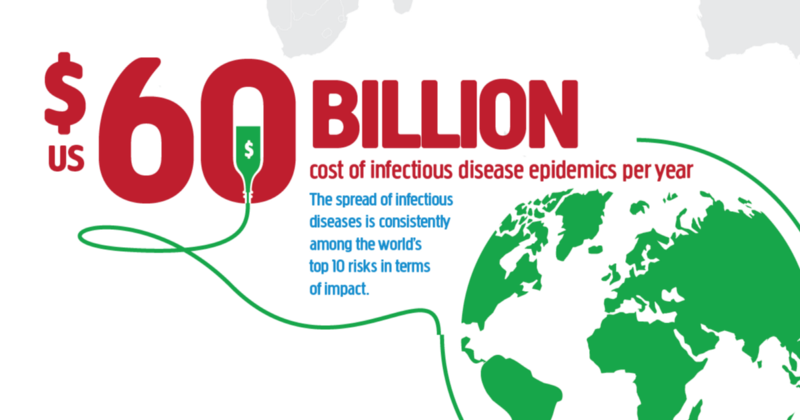 $ US 60 BILLION
$
cost of infectious disease epidemics per year
The spread of infectious
diseases is consistently
among the world's
top 10 risks in terms
of impact.